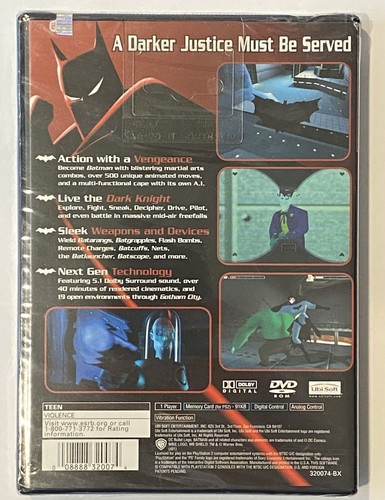 A Darker Justice Must Be Served
Action with a Vengeance
Become Batman with blistering martial arts
combos, over 500 unique animated moves,
and a multi-functional cape with its own A.I.
Live the Dark Knight
Explore, Fight, Sneak, Decipher, Drive, Pilot,
and even battle in massive mid-air freefalls
Sleek Weapons and Devices
Wield Batarangs, Batgrapples, Flash Bombs,
Remote Charges, Batcuffs, Nets,
the Batlauncher, Batscope, and more.
Next Gen Technology
Featuring 5.1 Dolby Surround sound, over
40 minutes of rendered cinematics, and
19 open environments through Gotham City.
DOLBY
DIGITAL
DVD
ROM
Ubi Soft
TEEN
VIOLENCE
Visit www.esrb.org or call
1-800-771-3772 for Rating
Information.
1 Player
Memory Card (for PS2) - 91KB
Digital Control
Analog Control
Vibration Function
0 08888 32007
320074-BX